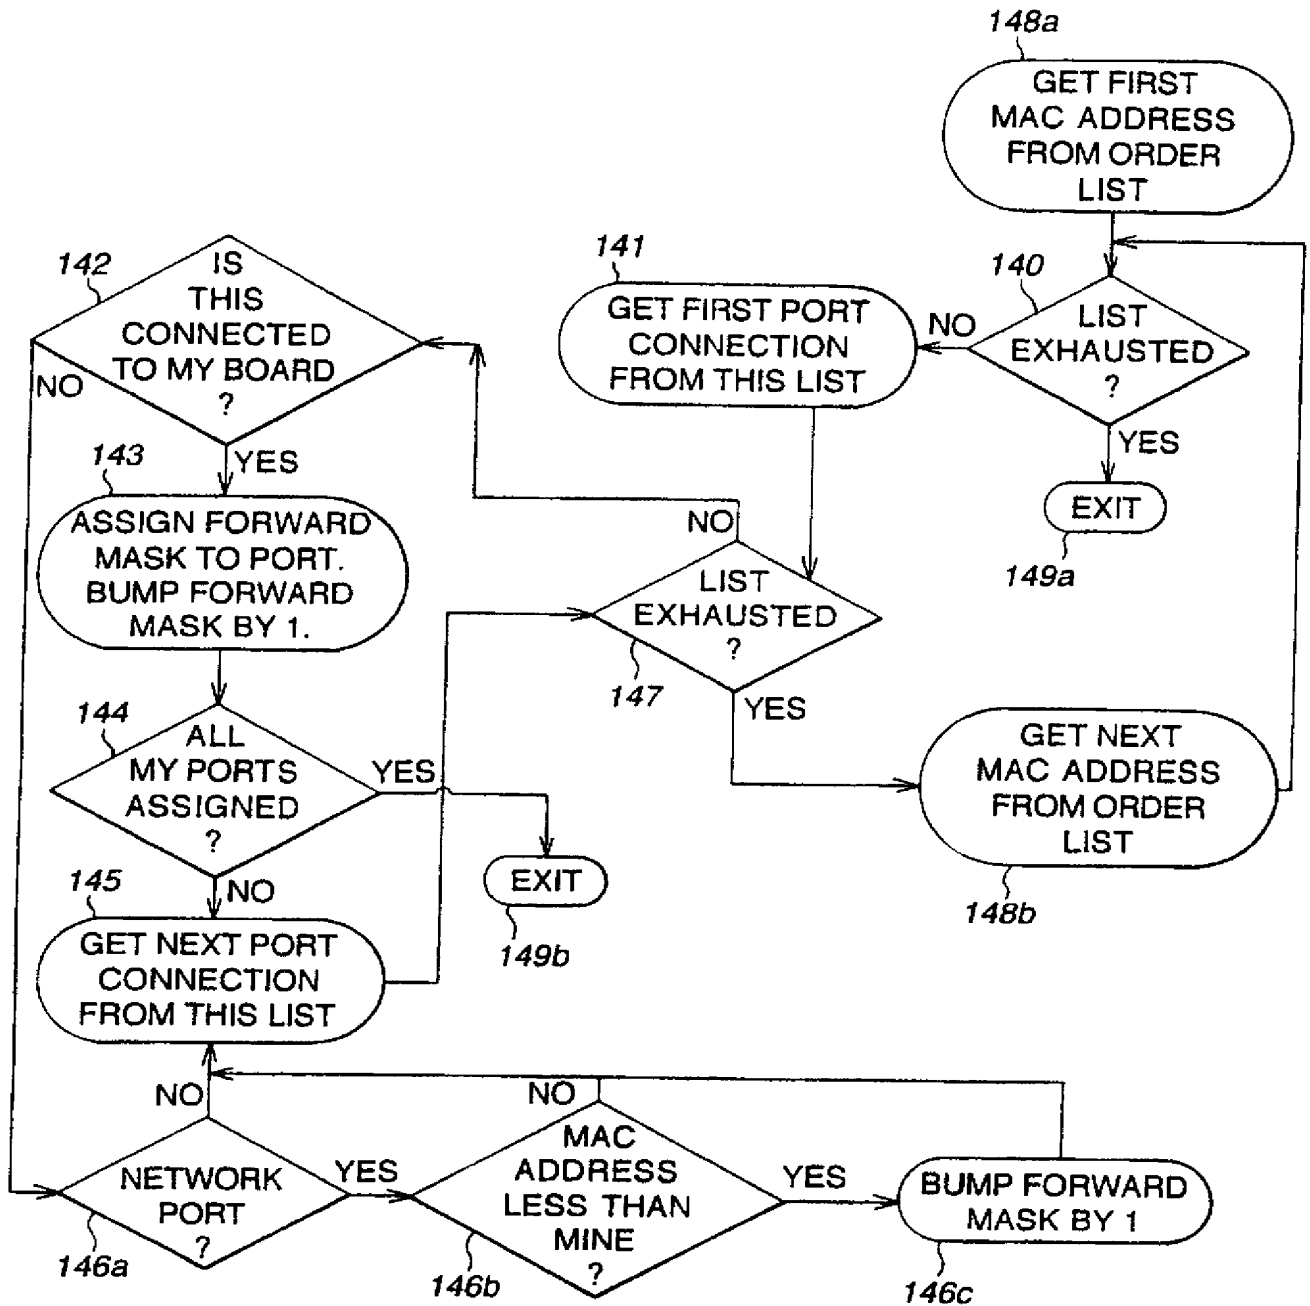 148a
GET FIRST
MAC ADDRESS
FROM ORDER
LIST
142
IS
THIS
CONNECTED
TO MY BOARD
?
NO
YES
141
GET FIRST PORT
CONNECTION
FROM THIS LIST
140
LIST
EXHAUSTED
?
NO
YES
EXIT
149a
143
ASSIGN FORWARD
MASK TO PORT.
BUMP FORWARD
MASK BY 1.
NO
LIST
EXHAUSTED
?
147
YES
144
ALL
MY PORTS
ASSIGNED
?
YES
NO
EXIT
149b
GET NEXT
MAC ADDRESS
FROM ORDER
LIST
148b
145
GET NEXT PORT
CONNECTION
FROM THIS LIST
NO
NETWORK
PORT
?
146a
YES
NO
MAC
ADDRESS
LESS THAN
MINE
?
146b
YES
BUMP FORWARD
MASK BY 1
146c